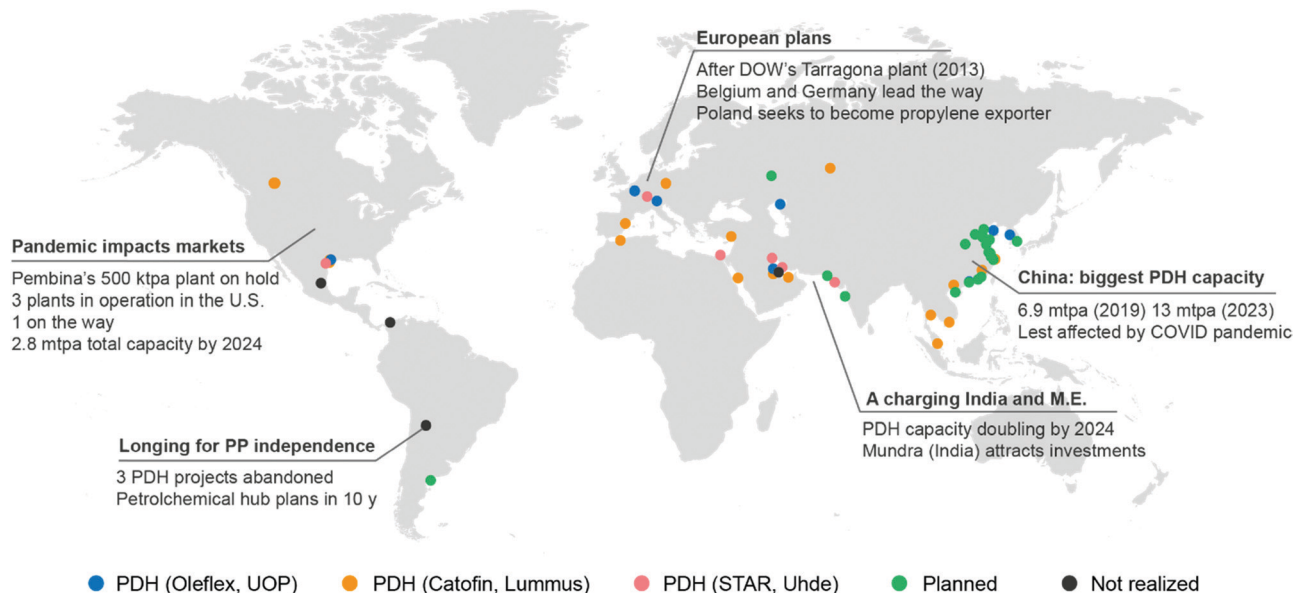 European plans
After DOW's Tarragona plant (2013)
Belgium and Germany lead the way
Poland seeks to become propylene exporter
Pandemic impacts markets
Pembina's 500 ktpa plant on hold
3 plants in operation in the U.S.
1 on the way
2.8 mtpa total capacity by 2024
China: biggest PDH capacity
6.9 mtpa (2019) 13 mtpa (2023)
Lest affected by COVID pandemic
A charging India and M.E.
PDH capacity doubling by 2024
Mundra (India) attracts investments
Longing for PP independence
3 PDH projects abandoned
Petrolchemical hub plans in 10 y
PDH (Oleflex, UOP) PDH (Catofin, Lummus) PDH (STAR, Uhde) Planned Not realized